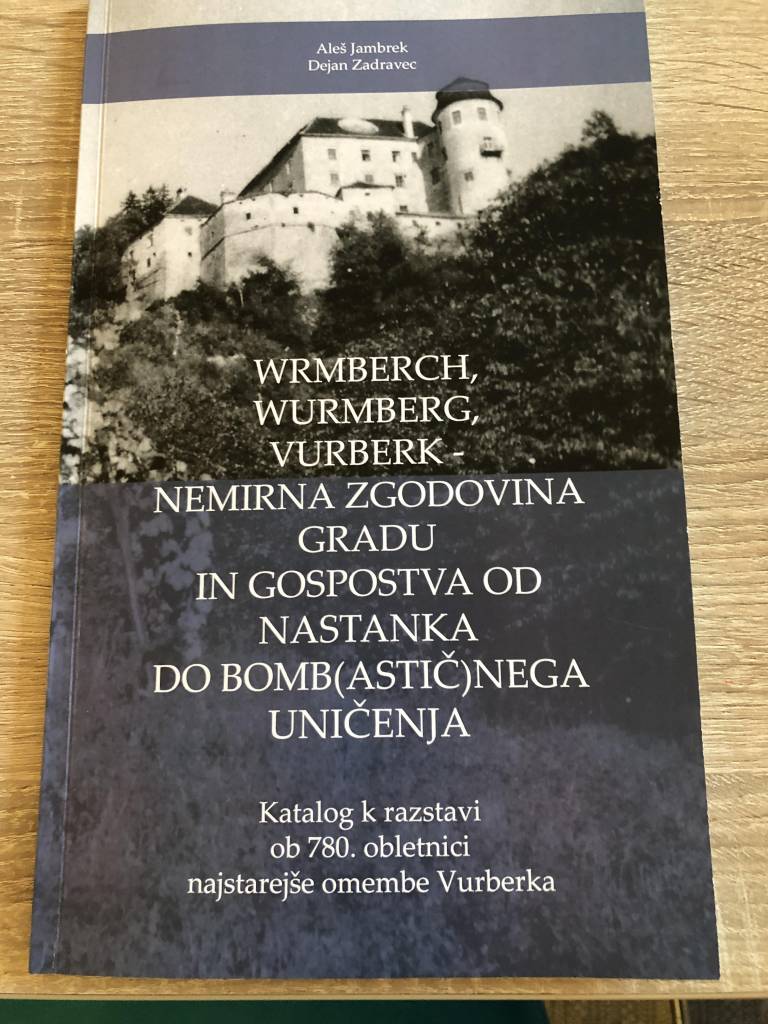 Aleš Jambrek
Dejan Zadravec
WRMBERCH,
WURMBERG,
VURBERK -
NEMIRNA ZGODOVINA
GRADU
IN GOSPOSTVA OD
NASTANKA
DO BOMB(ASTIČ)NEGA
UNIČENJA
Katalog k razstavi
ob 780. obletnici
najstarejše omembe Vurberka